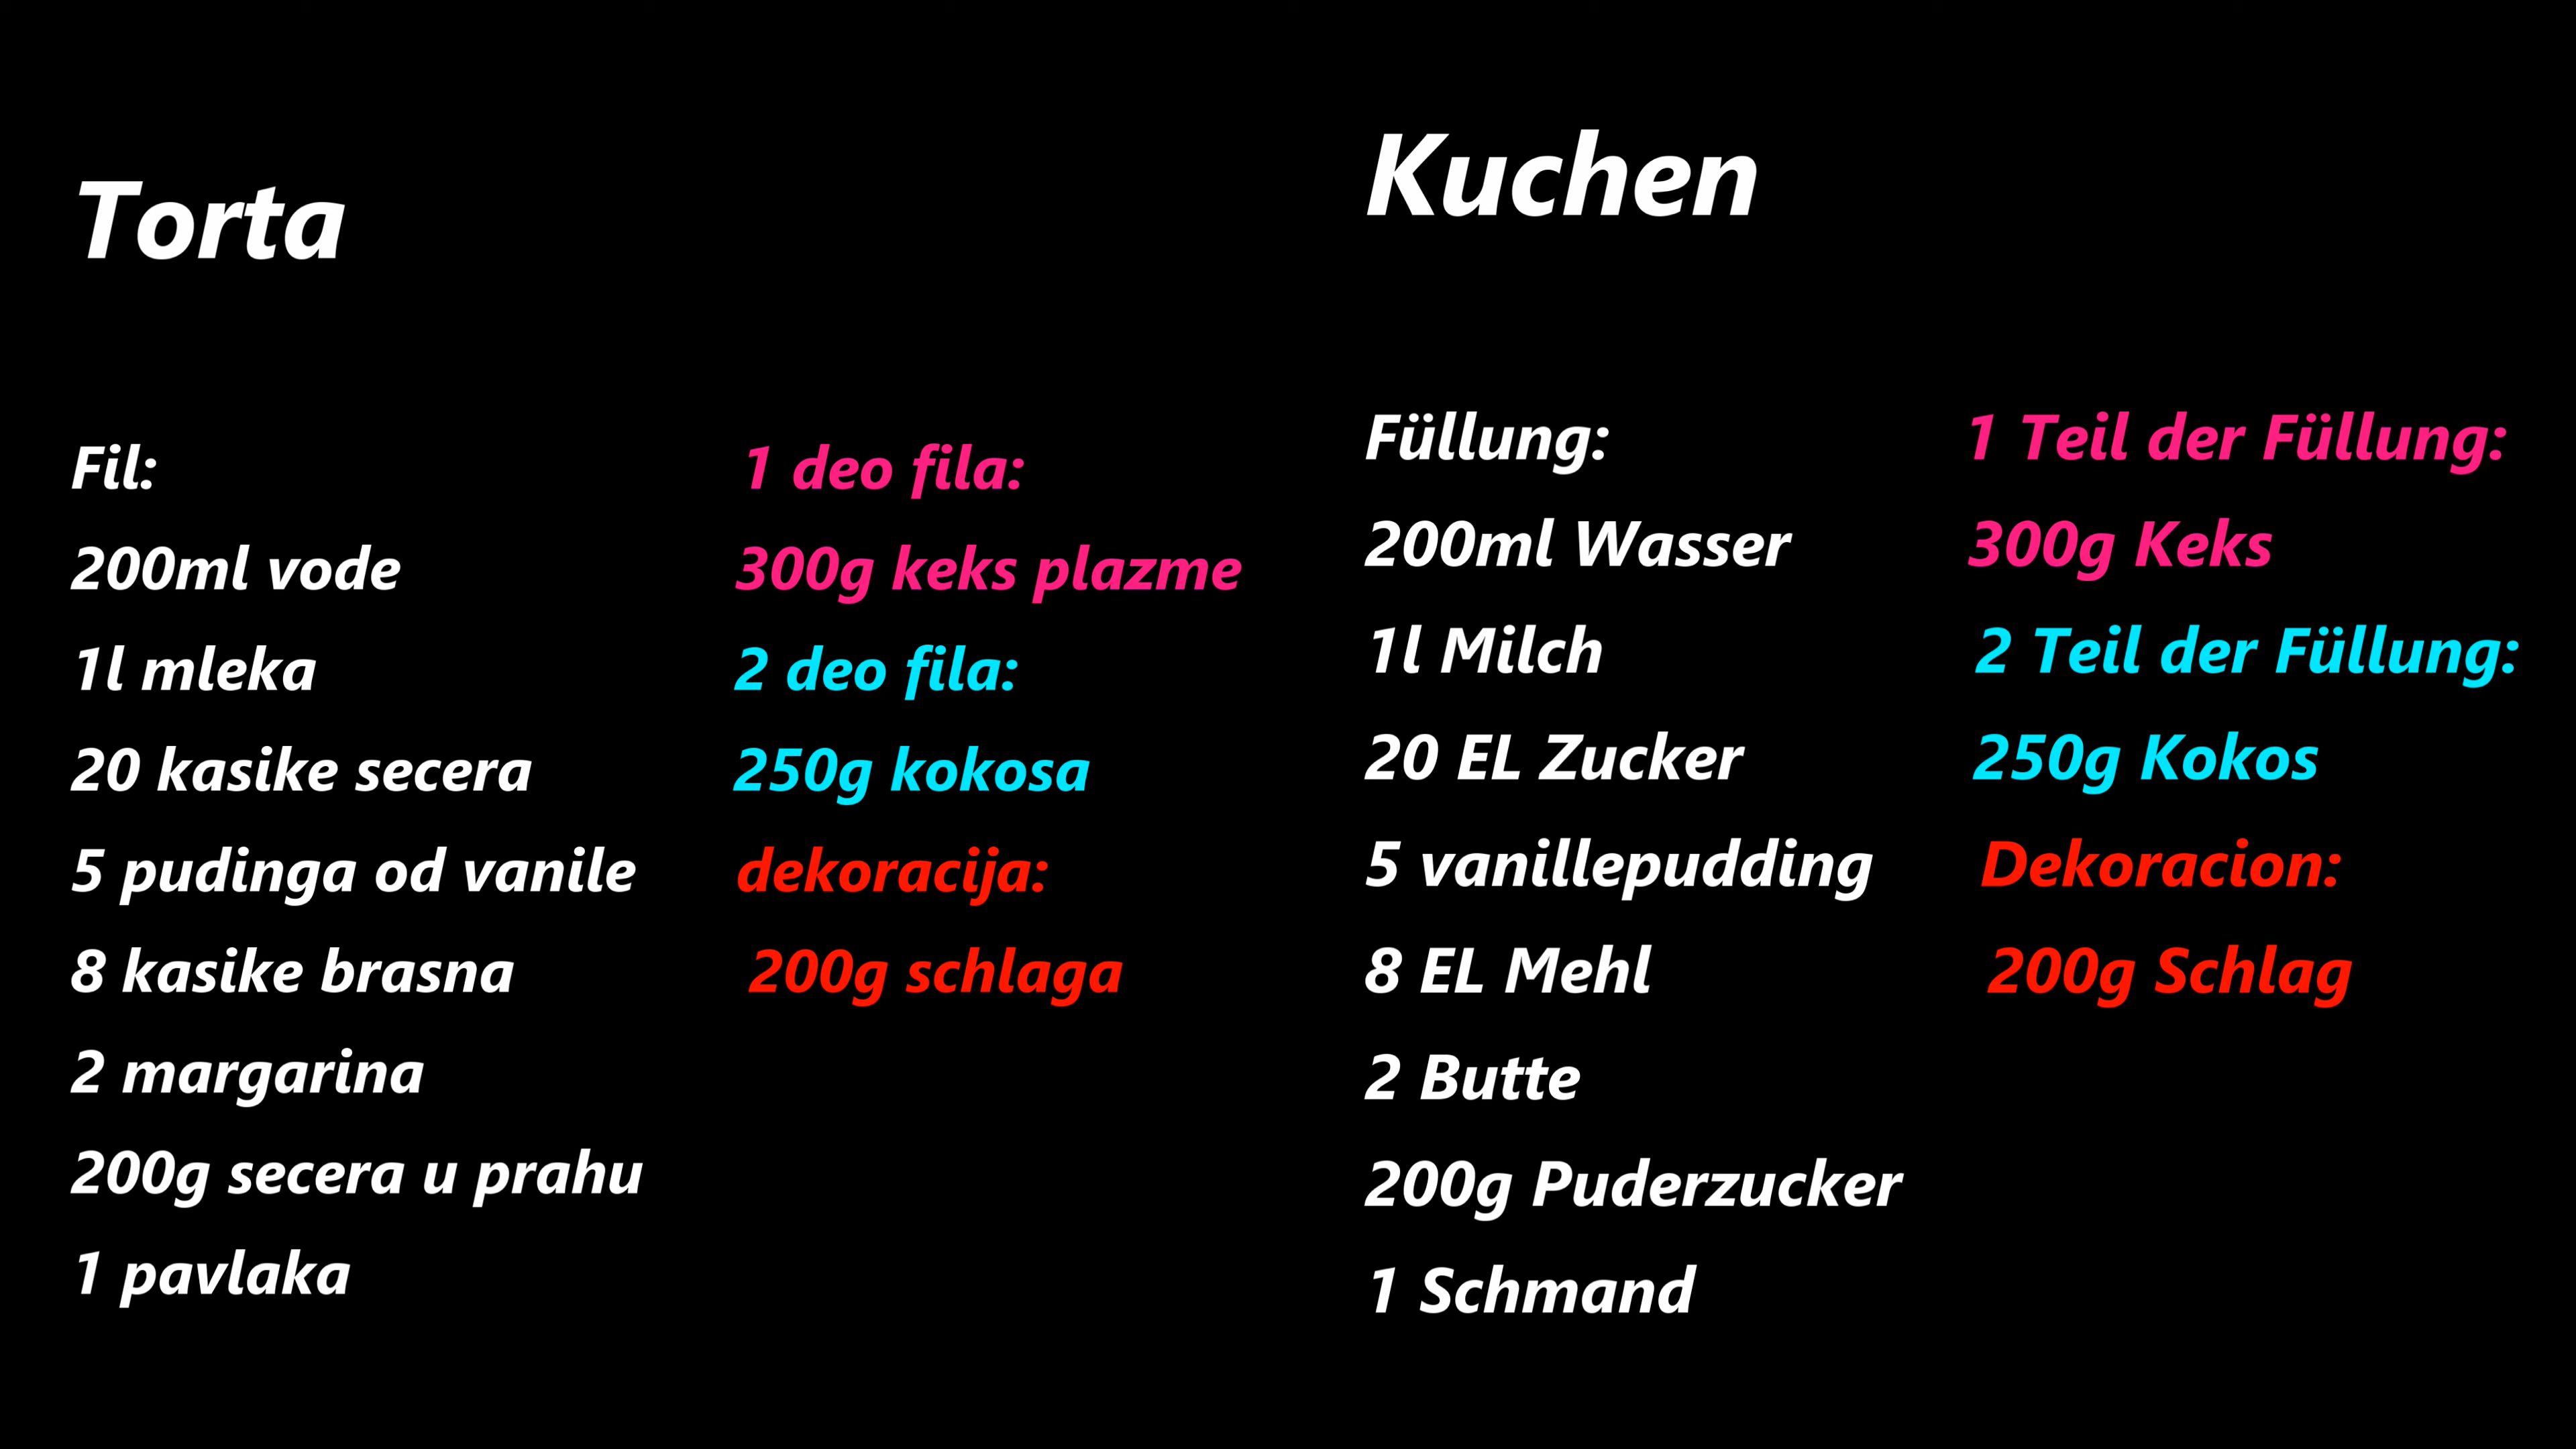 Torta
Fil:
200ml vode
1l mleka
20 kasike secera
5 pudinga od vanile
8 kasike brasna
2 margarina
200g secera u prahu
1 pavlaka
1 deo fila:
300g keks plazme
2 deo fila:
250g kokosa
dekoracija:
200g schlaga
Kuchen
Füllung:
200ml Wasser
1l Milch
20 EL Zucker
5 vanillepudding
8 EL Mehl
2 Butte
200g Puderzucker
1 Schmand
1 Teil der Füllung:
300g Keks
2 Teil der Füllung:
250g Kokos
Dekoracion:
200g Schlag